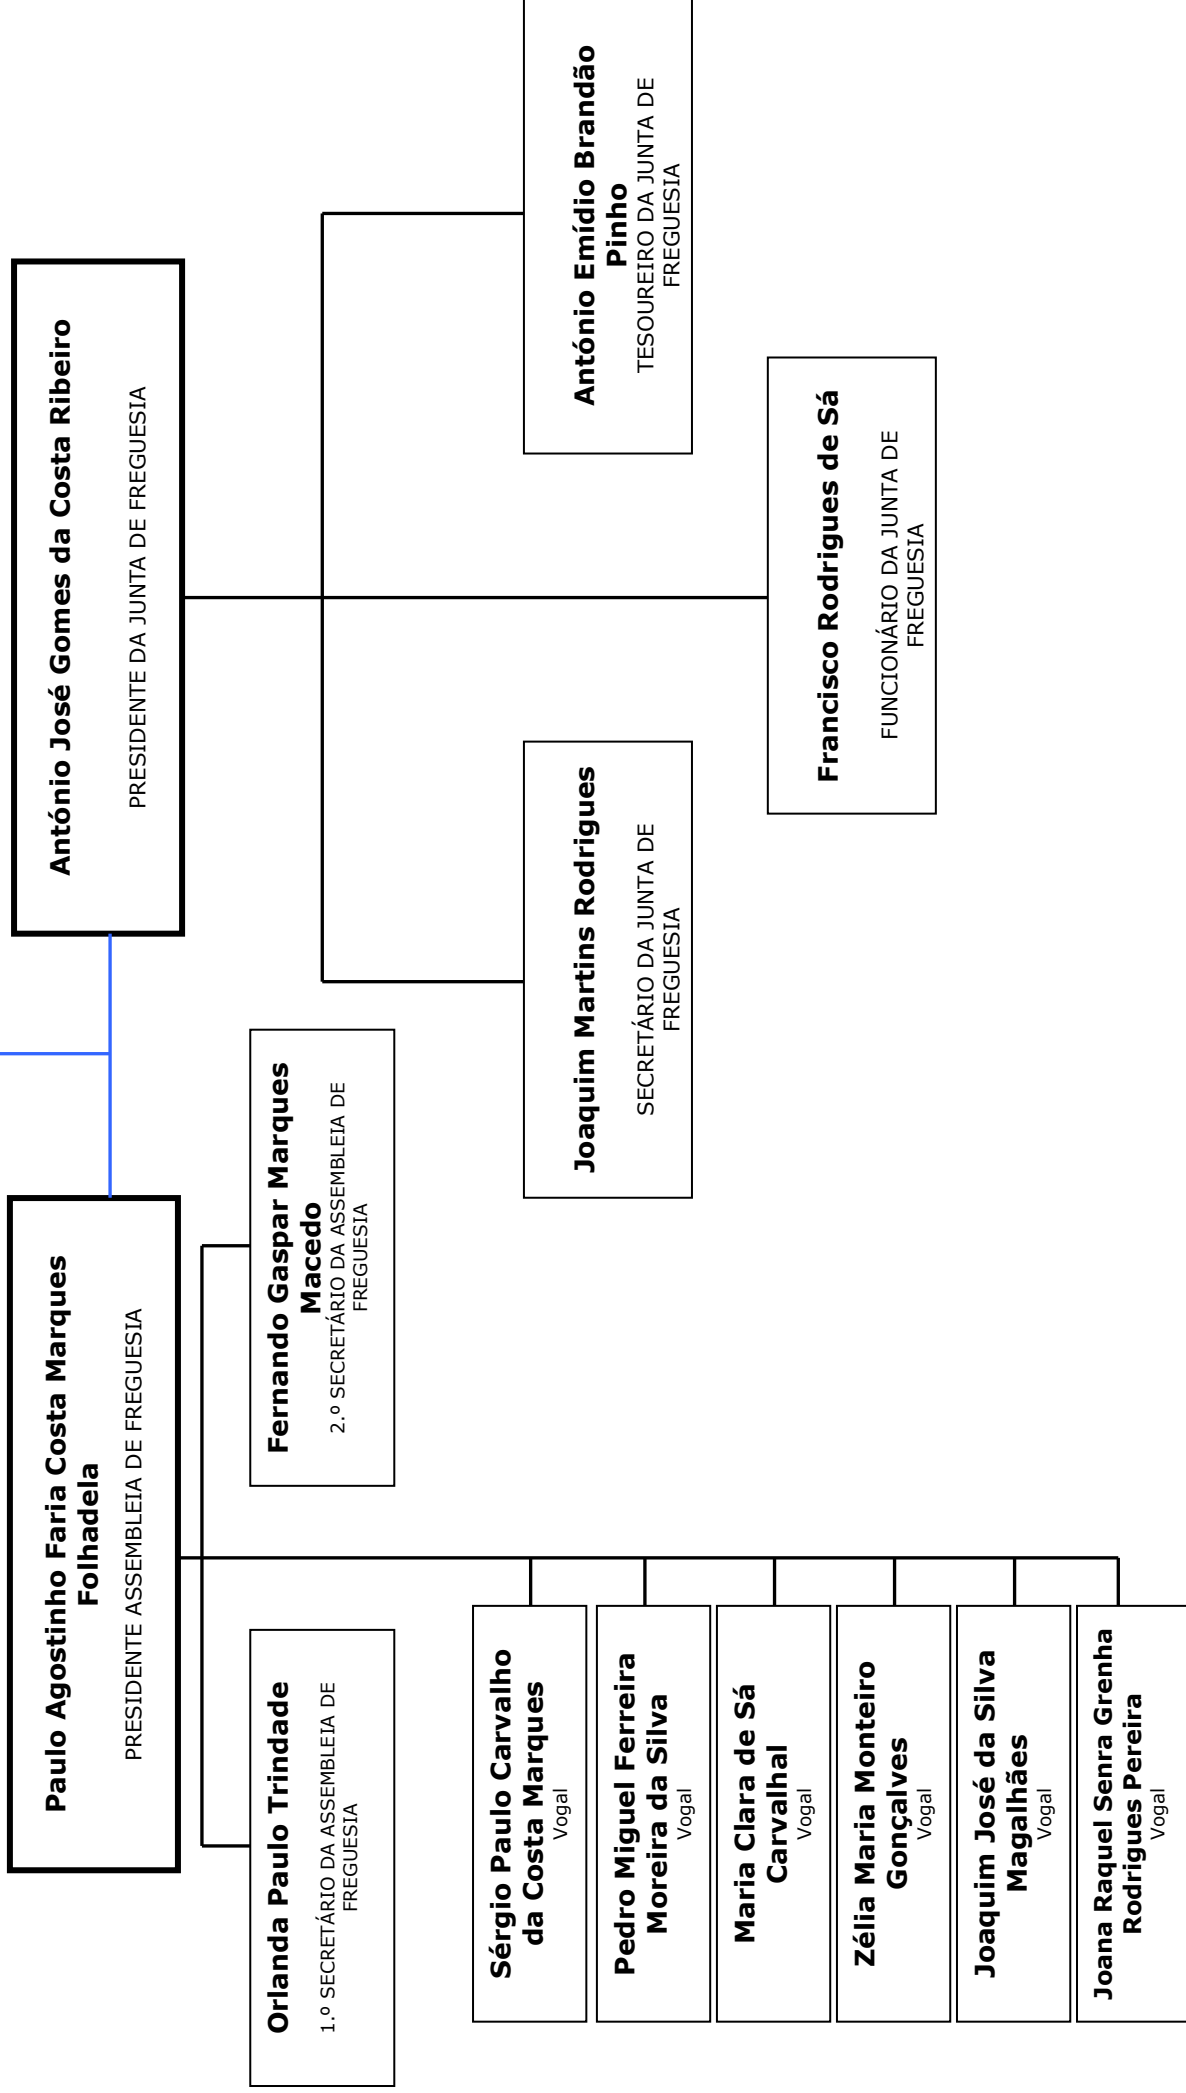 Paulo Agostinho Faria Costa Marques
Folhadela
PRESIDENTE ASSEMBLEIA DE FREGUESIA
António José Gomes da Costa Ribeiro
PRESIDENTE DA JUNTA DE FREGUESIA
Orlanda Paulo Trindade
1.º SECRETÁRIO DA ASSEMBLEIA DE
FREGUESIA
Fernando Gaspar Marques
Macedo
2.º SECRETÁRIO DA ASSEMBLEIA DE
FREGUESIA
Sérgio Paulo Carvalho
da Costa Marques
Vogal
Pedro Miguel Ferreira
Moreira da Silva
Vogal
Maria Clara de Sá
Carvalhal
Vogal
Zélia Maria Monteiro
Gonçalves
Vogal
Joaquim José da Silva
Magalhães
Vogal
Joana Raquel Senra Grenha
Rodrigues Pereira
Vogal
Joaquim Martins Rodrigues
SECRETÁRIO DA JUNTA DE
FREGUESIA
António Emídio Brandão
Pinho
TESOUREIRO DA JUNTA DE
FREGUESIA
Francisco Rodrigues de Sá
FUNCIONÁRIO DA JUNTA DE
FREGUESIA